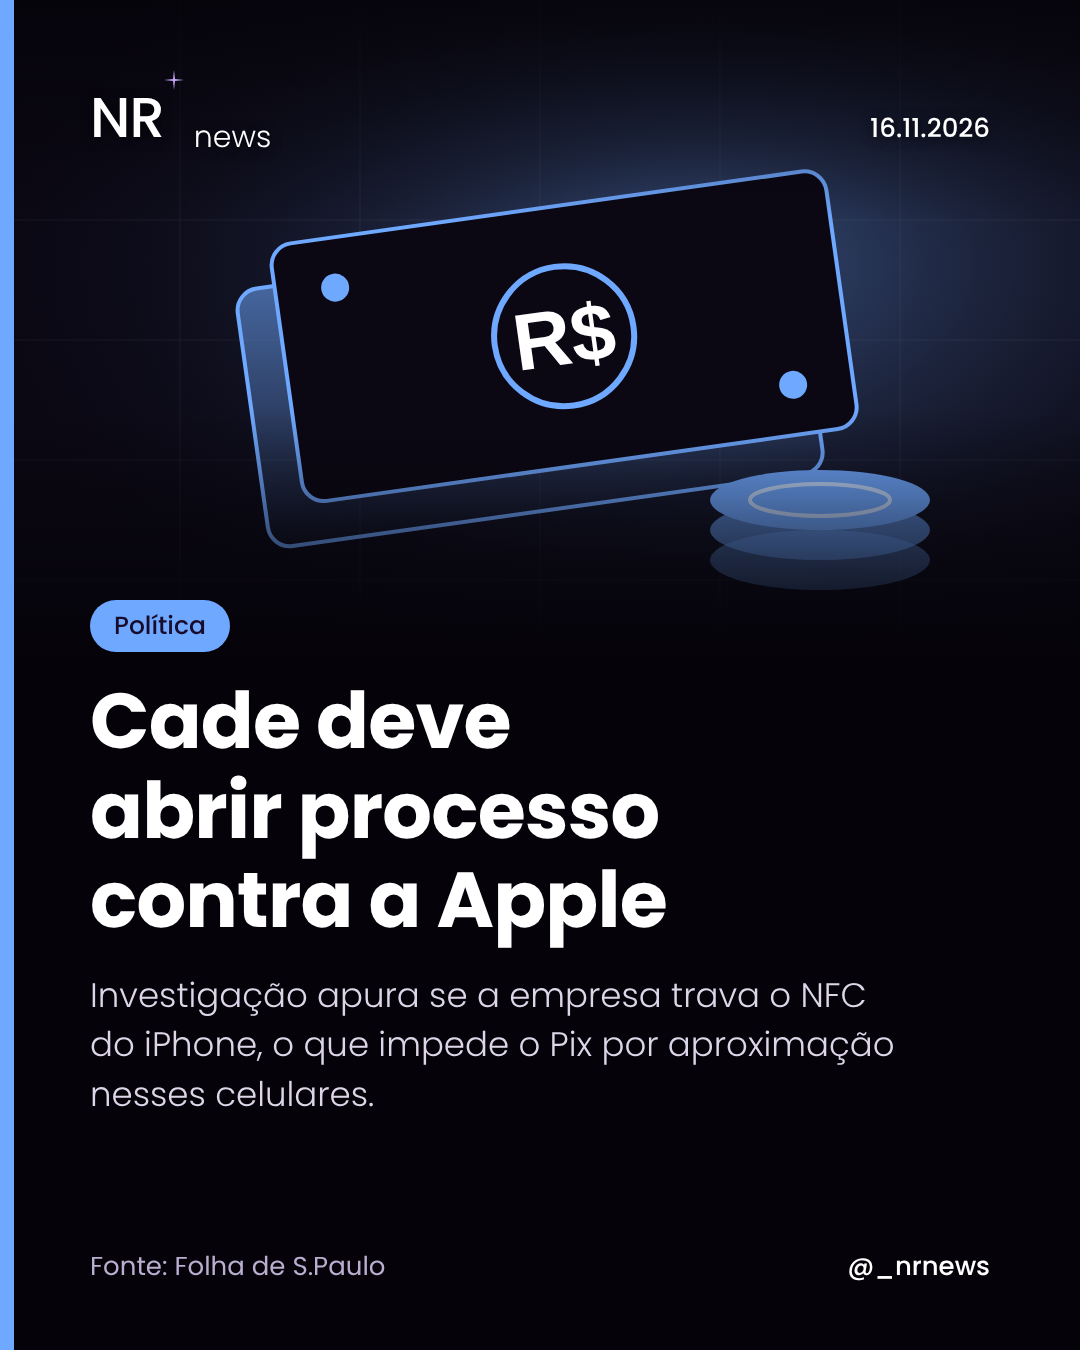 NR
news
16.11.2026
R$
Política
Cade deve
abrir processo
contra a Apple
Investigação apura se a empresa trava o NFC
do iPhone, o que impede o Pix por aproximação
nesses celulares.
Fonte: Folha de S.Paulo
@_nrnews